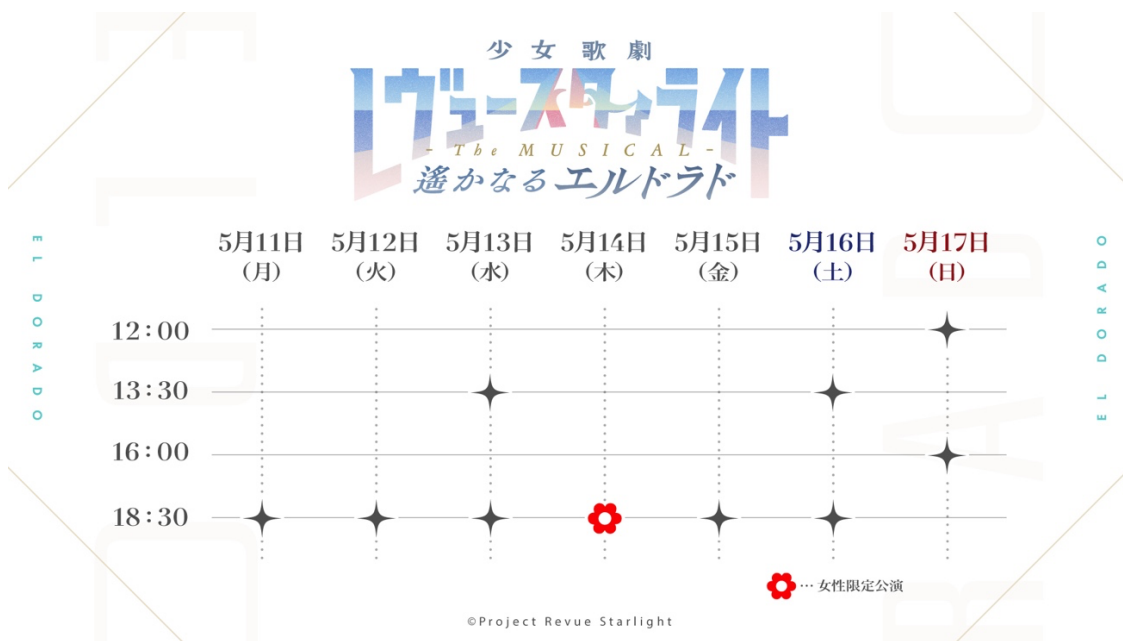 少女歌劇
レヴュースタァライト
- The MUSICAL -
遙かなるエルドラド
5月11日 5月12日 5月13日 5月14日 5月15日 5月16日 5月17日
(月) (火) (水) (木) (金) (土) (日)
12:00
13:30
16:00
18:30
EL DORADO
EL DORADO
… 女性限定公演
©Project Revue Starlight